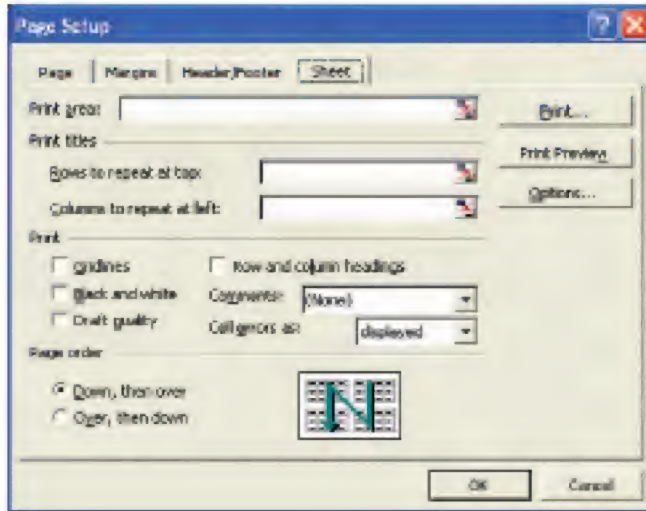 Page Setup
Page Margins Header/Footer Sheet
Print area:
Print...
Print titles
Print Preview
Rows to repeat at top:
Options...
Columns to repeat at left:
Print
Gridlines
Row and column headings
Black and white
Comments: (None)
Draft quality
Cell errors as: displayed
Page order
Down, then over
Over, then down
OK Cancel